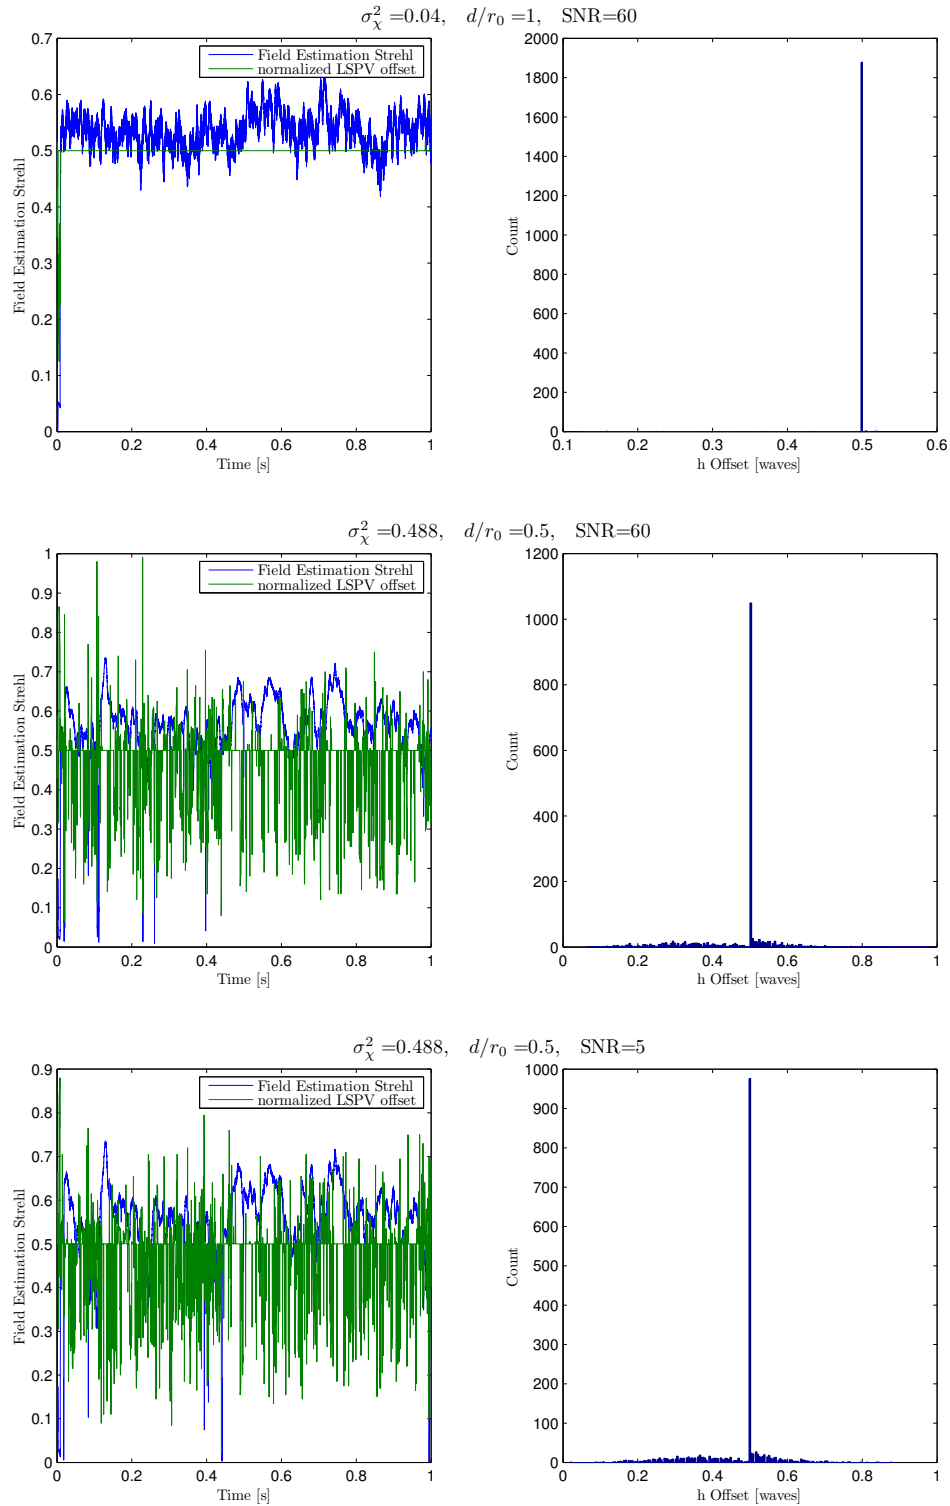 σ²χ =0.04, d/r₀ =1, SNR=60
Field Estimation Strehl
normalized LSPV offset
Field Estimation Strehl
0.7
0.6
0.5
0.4
0.3
0.2
0.1
0
0 0.2 0.4 0.6 0.8 1
Time [s]
Count
2000
1800
1600
1400
1200
1000
800
600
400
200
0
0.1 0.2 0.3 0.4 0.5 0.6
h Offset [waves]
σ²χ =0.488, d/r₀ =0.5, SNR=60
Field Estimation Strehl
normalized LSPV offset
Field Estimation Strehl
1
0.9
0.8
0.7
0.6
0.5
0.4
0.3
0.2
0.1
0
0 0.2 0.4 0.6 0.8 1
Time [s]
Count
1200
1000
800
600
400
200
0
0 0.2 0.4 0.6 0.8 1
h Offset [waves]
σ²χ =0.488, d/r₀ =0.5, SNR=5
Field Estimation Strehl
normalized LSPV offset
Field Estimation Strehl
0.9
0.8
0.7
0.6
0.5
0.4
0.3
0.2
0.1
0
0 0.2 0.4 0.6 0.8 1
Time [s]
Count
1000
900
800
700
600
500
400
300
200
100
0
0 0.2 0.4 0.6 0.8 1
h Offset [waves]